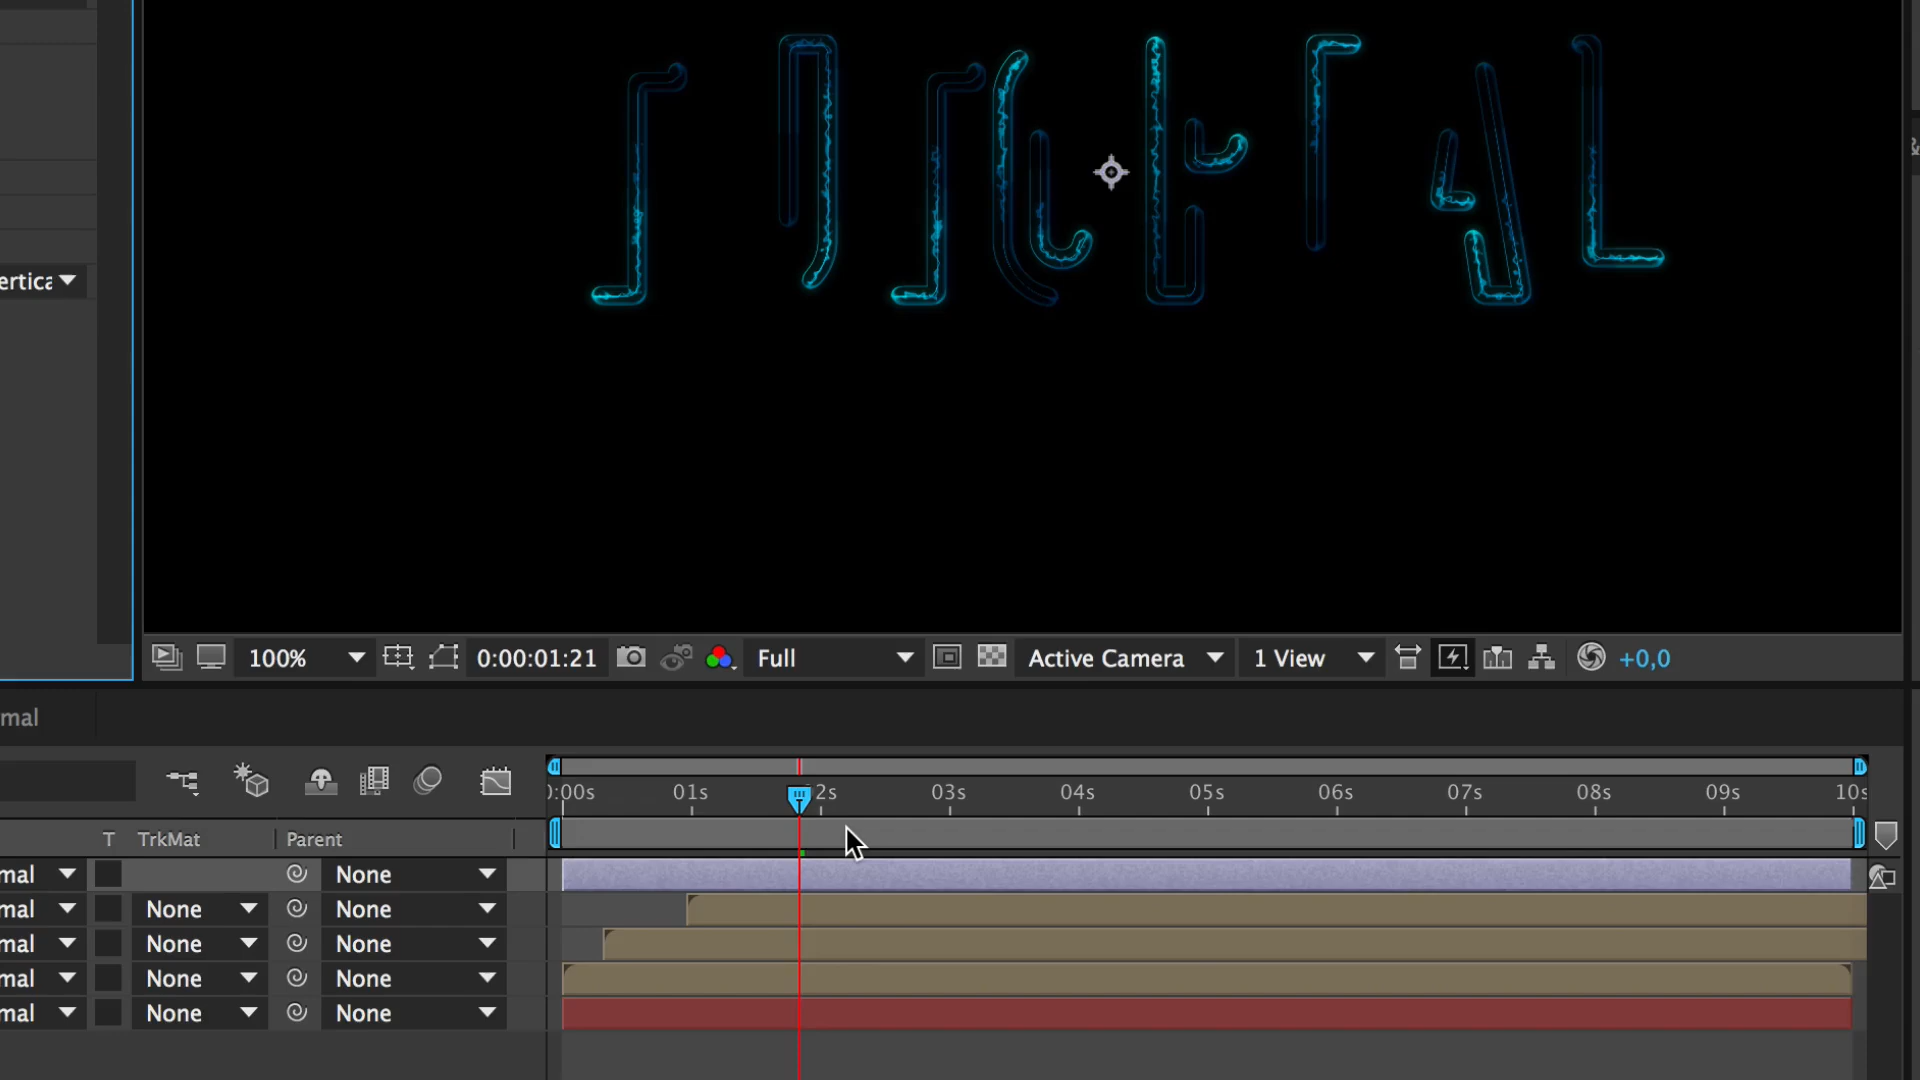 ertica
100%
0:00:01:21
Full
Active Camera
1 View
+0,0
mal
0:00s 01s 2s 03s 04s 05s 06s 07s 08s 09s 10s
T TrkMat Parent
mal None
mal None None
mal None None
mal None None
mal None None
&